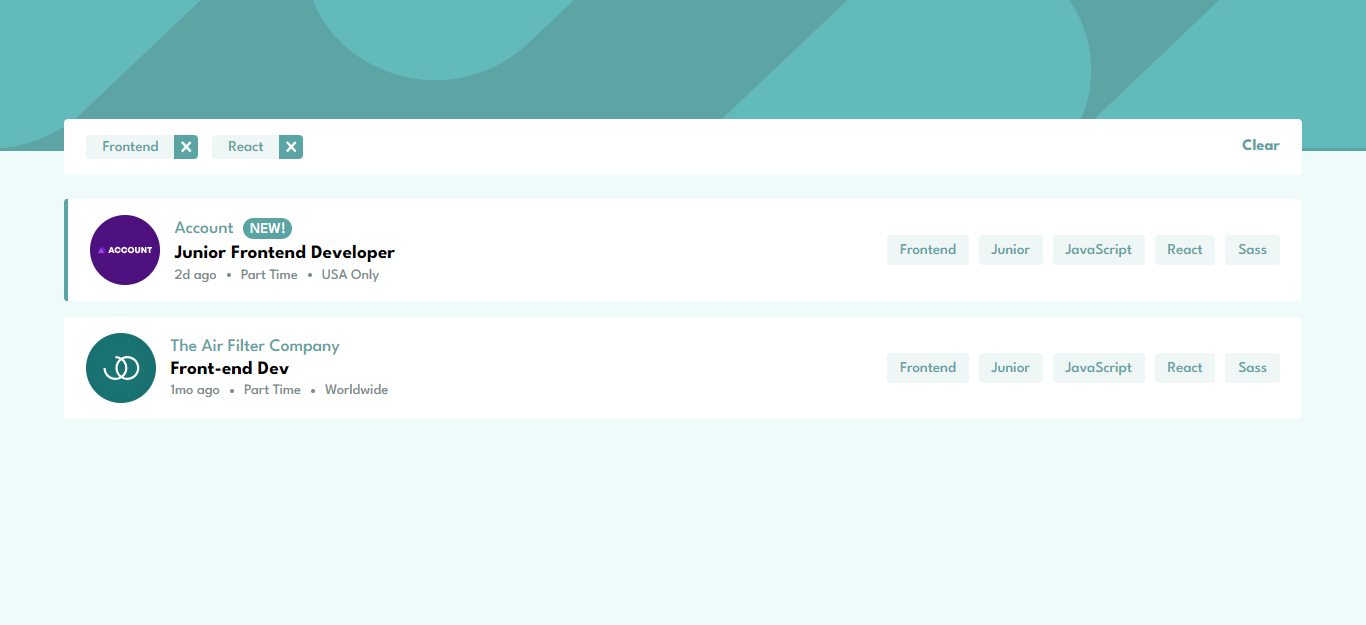 Frontend React Clear
ACCOUNT
Account NEW!
Junior Frontend Developer
2d ago • Part Time • USA Only
Frontend Junior JavaScript React Sass
The Air Filter Company
Front-end Dev
1mo ago • Part Time • Worldwide
Frontend Junior JavaScript React Sass